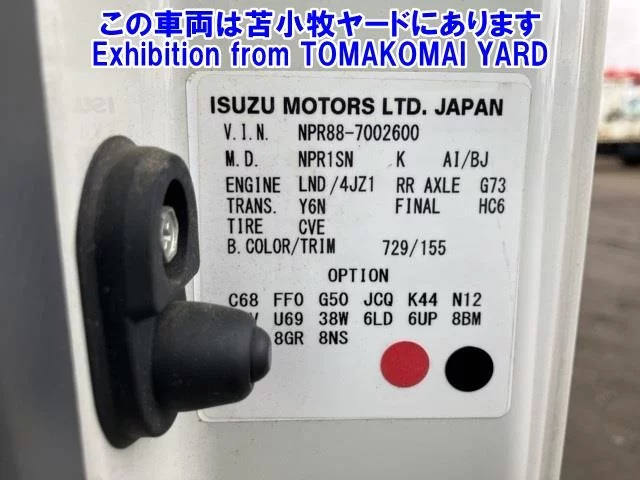 この車両は苫小牧ヤードにあります
Exhibition from TOMAKOMAI YARD
ISUZU MOTORS LTD. JAPAN
V.I.N. NPR88-7002600
M.D. NPR1SN K AI/BJ
ENGINE LND/4JZ1 RR AXLE G73
TRANS. Y6N FINAL HC6
TIRE CVE
B.COLOR/TRIM 729/155
OPTION
C68 FF0 G50 JCQ K44 N12
U69 38W 6LD 6UP 8BM
8GR 8NS